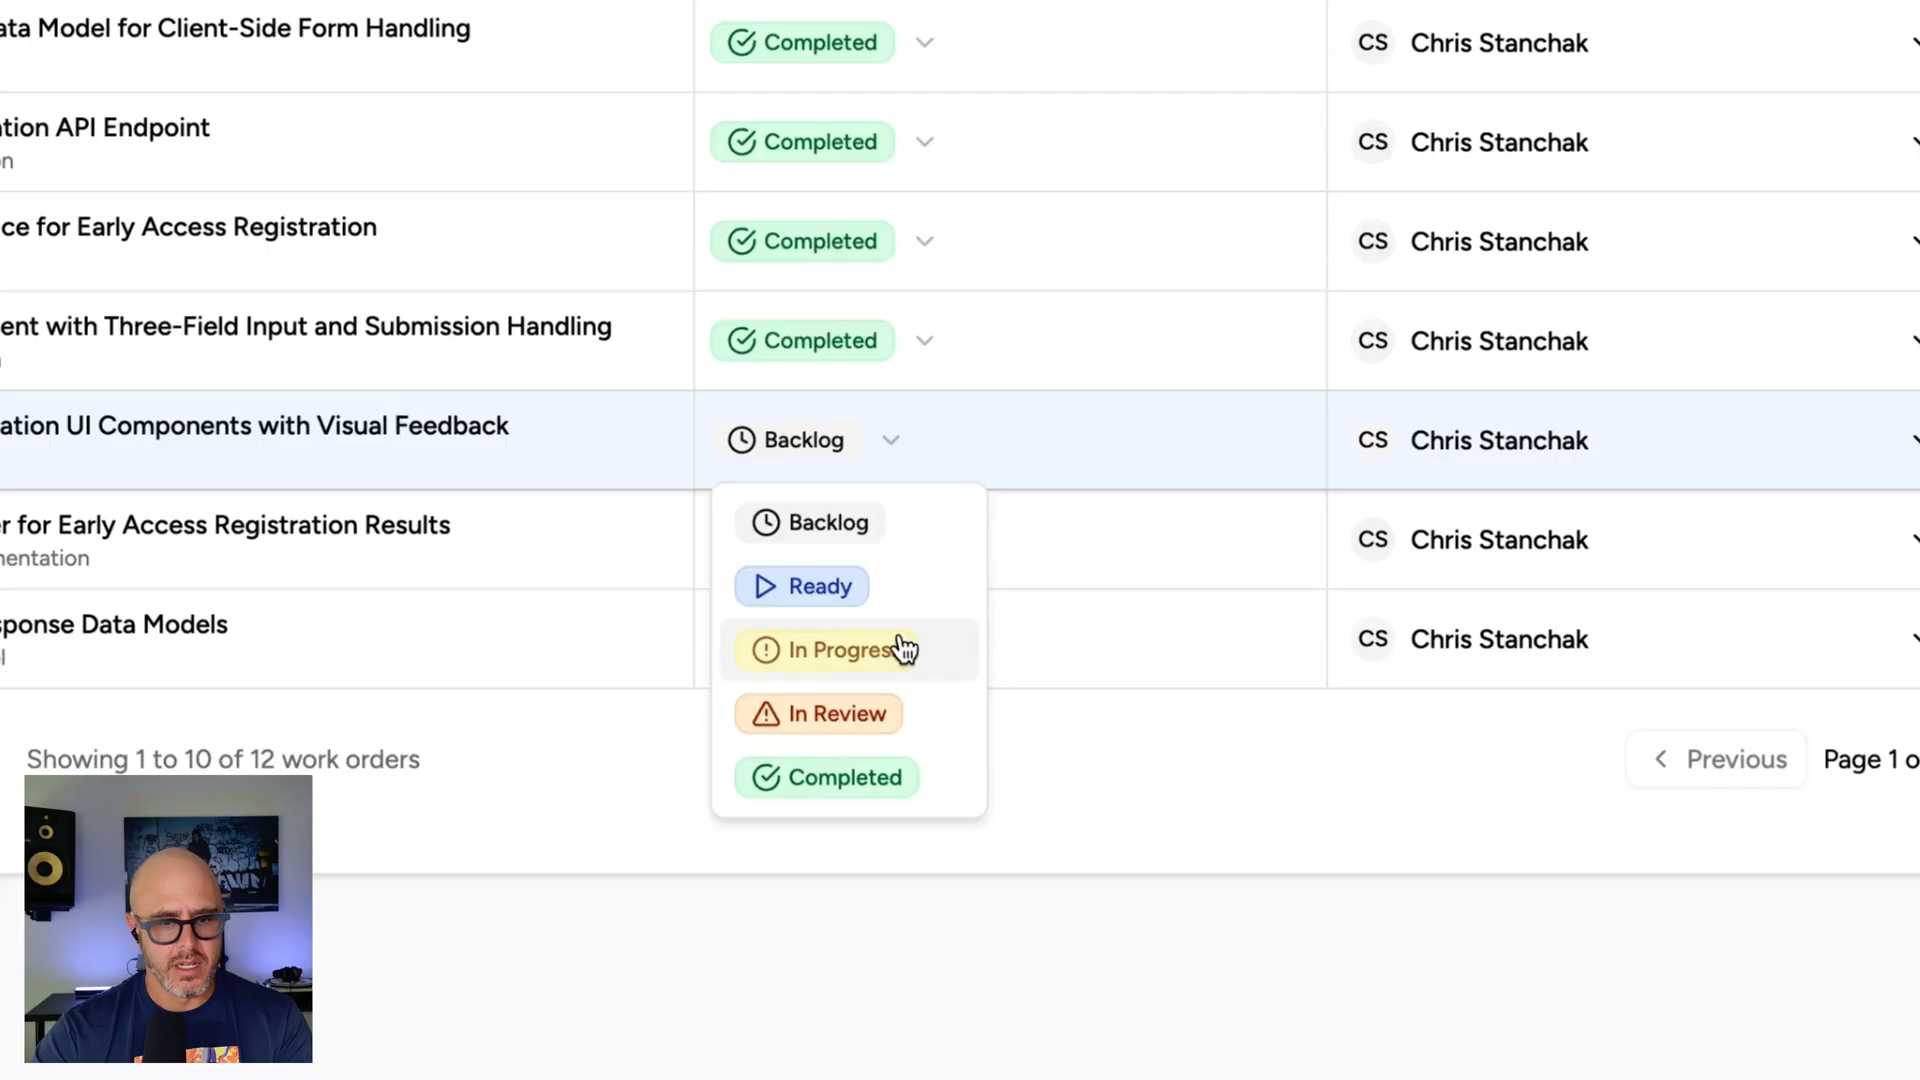 ata Model for Client-Side Form Handling
Completed
CS Chris Stanchak
tion API Endpoint
on
Completed
CS Chris Stanchak
ce for Early Access Registration
Completed
CS Chris Stanchak
ent with Three-Field Input and Submission Handling
Completed
CS Chris Stanchak
ation UI Components with Visual Feedback
Backlog
CS Chris Stanchak
r for Early Access Registration Results
nentation
CS Chris Stanchak
sponse Data Models
l
CS Chris Stanchak
Backlog
Ready
In Progres
In Review
Completed
Showing 1 to 10 of 12 work orders
Previous
Page 1 o